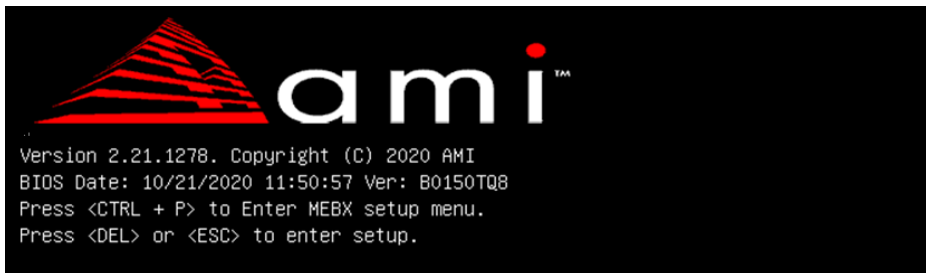 ami™
Version 2.21.1278. Copyright (C) 2020 AMI
BIOS Date: 10/21/2020 11:50:57 Ver: B0150TQ8
Press <CTRL + P> to Enter MEBX setup menu.
Press <DEL> or <ESC> to enter setup.